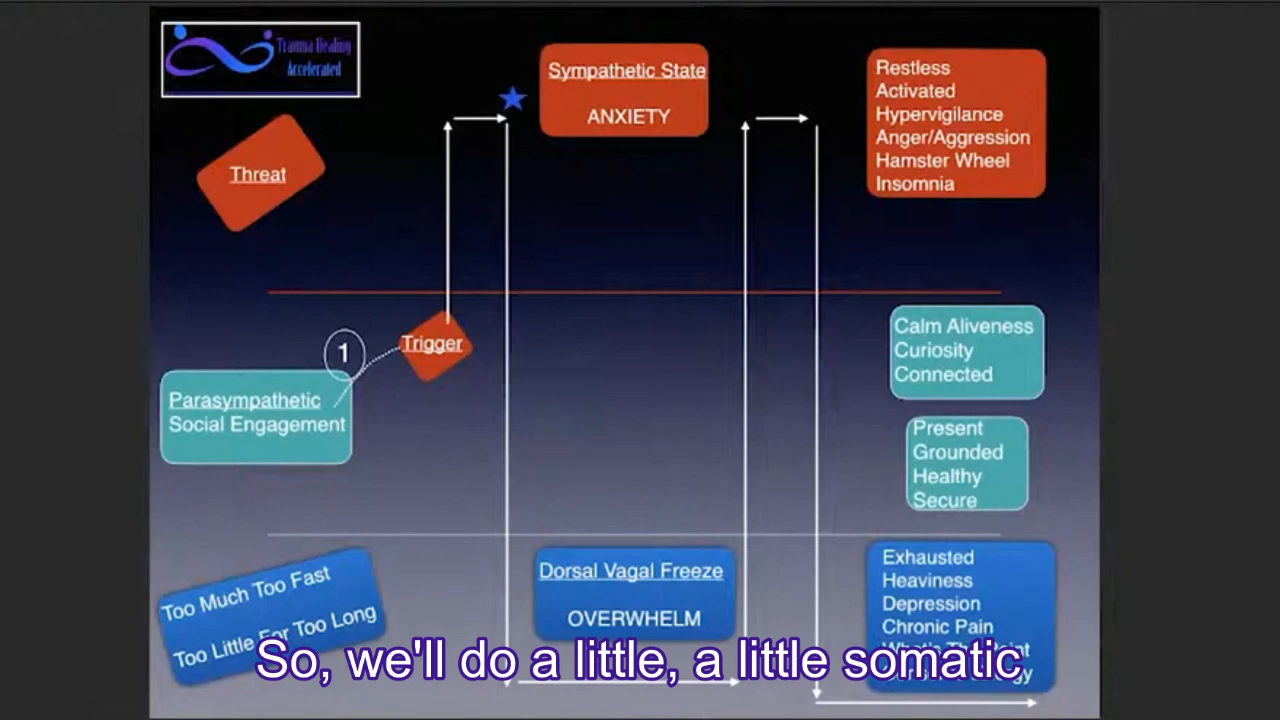 Trauma Healing
Accelerated
Threat
Sympathetic State
ANXIETY
Restless
Activated
Hypervigilance
Anger/Aggression
Hamster Wheel
Insomnia
1
Trigger
Parasympathetic
Social Engagement
Calm Aliveness
Curiosity
Connected
Present
Grounded
Healthy
Secure
Too Much Too Fast
Too Little For Too Long
Dorsal Vagal Freeze
OVERWHELM
Exhausted
Heaviness
Depression
Chronic Pain
So, we'll do a little, a little somatic